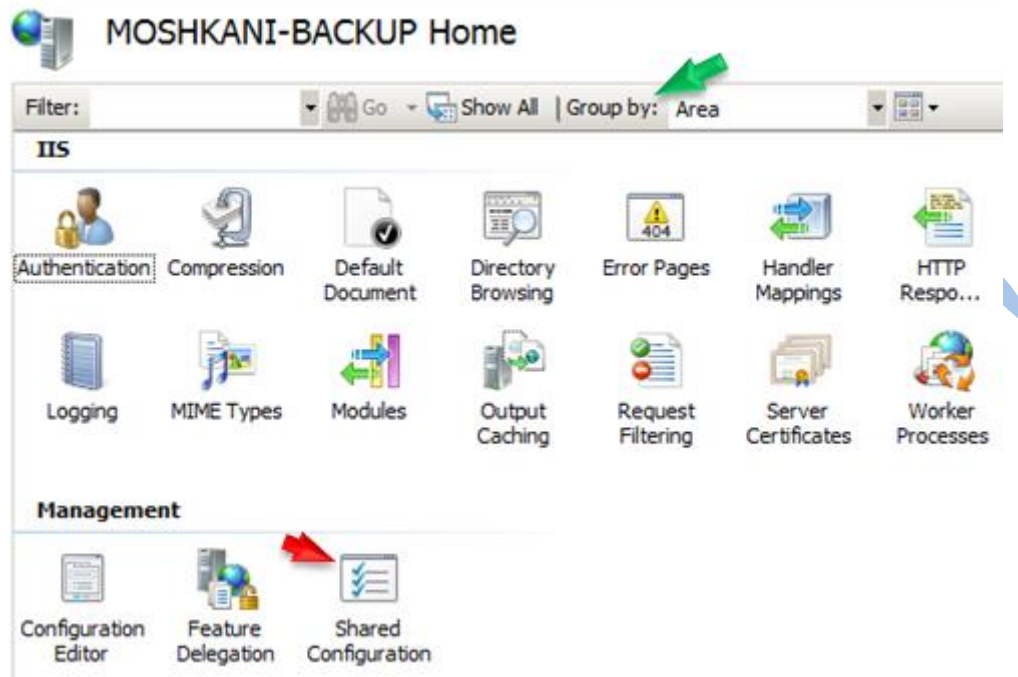 MOSHKANI-BACKUP Home
Filter: Go Show All | Group by: Area
IIS
404
Authentication Compression Default Document Directory Browsing Error Pages Handler Mappings HTTP Respo...
Logging MIME Types Modules Output Caching Request Filtering Server Certificates Worker Processes
Management
Configuration Editor Feature Delegation Shared Configuration